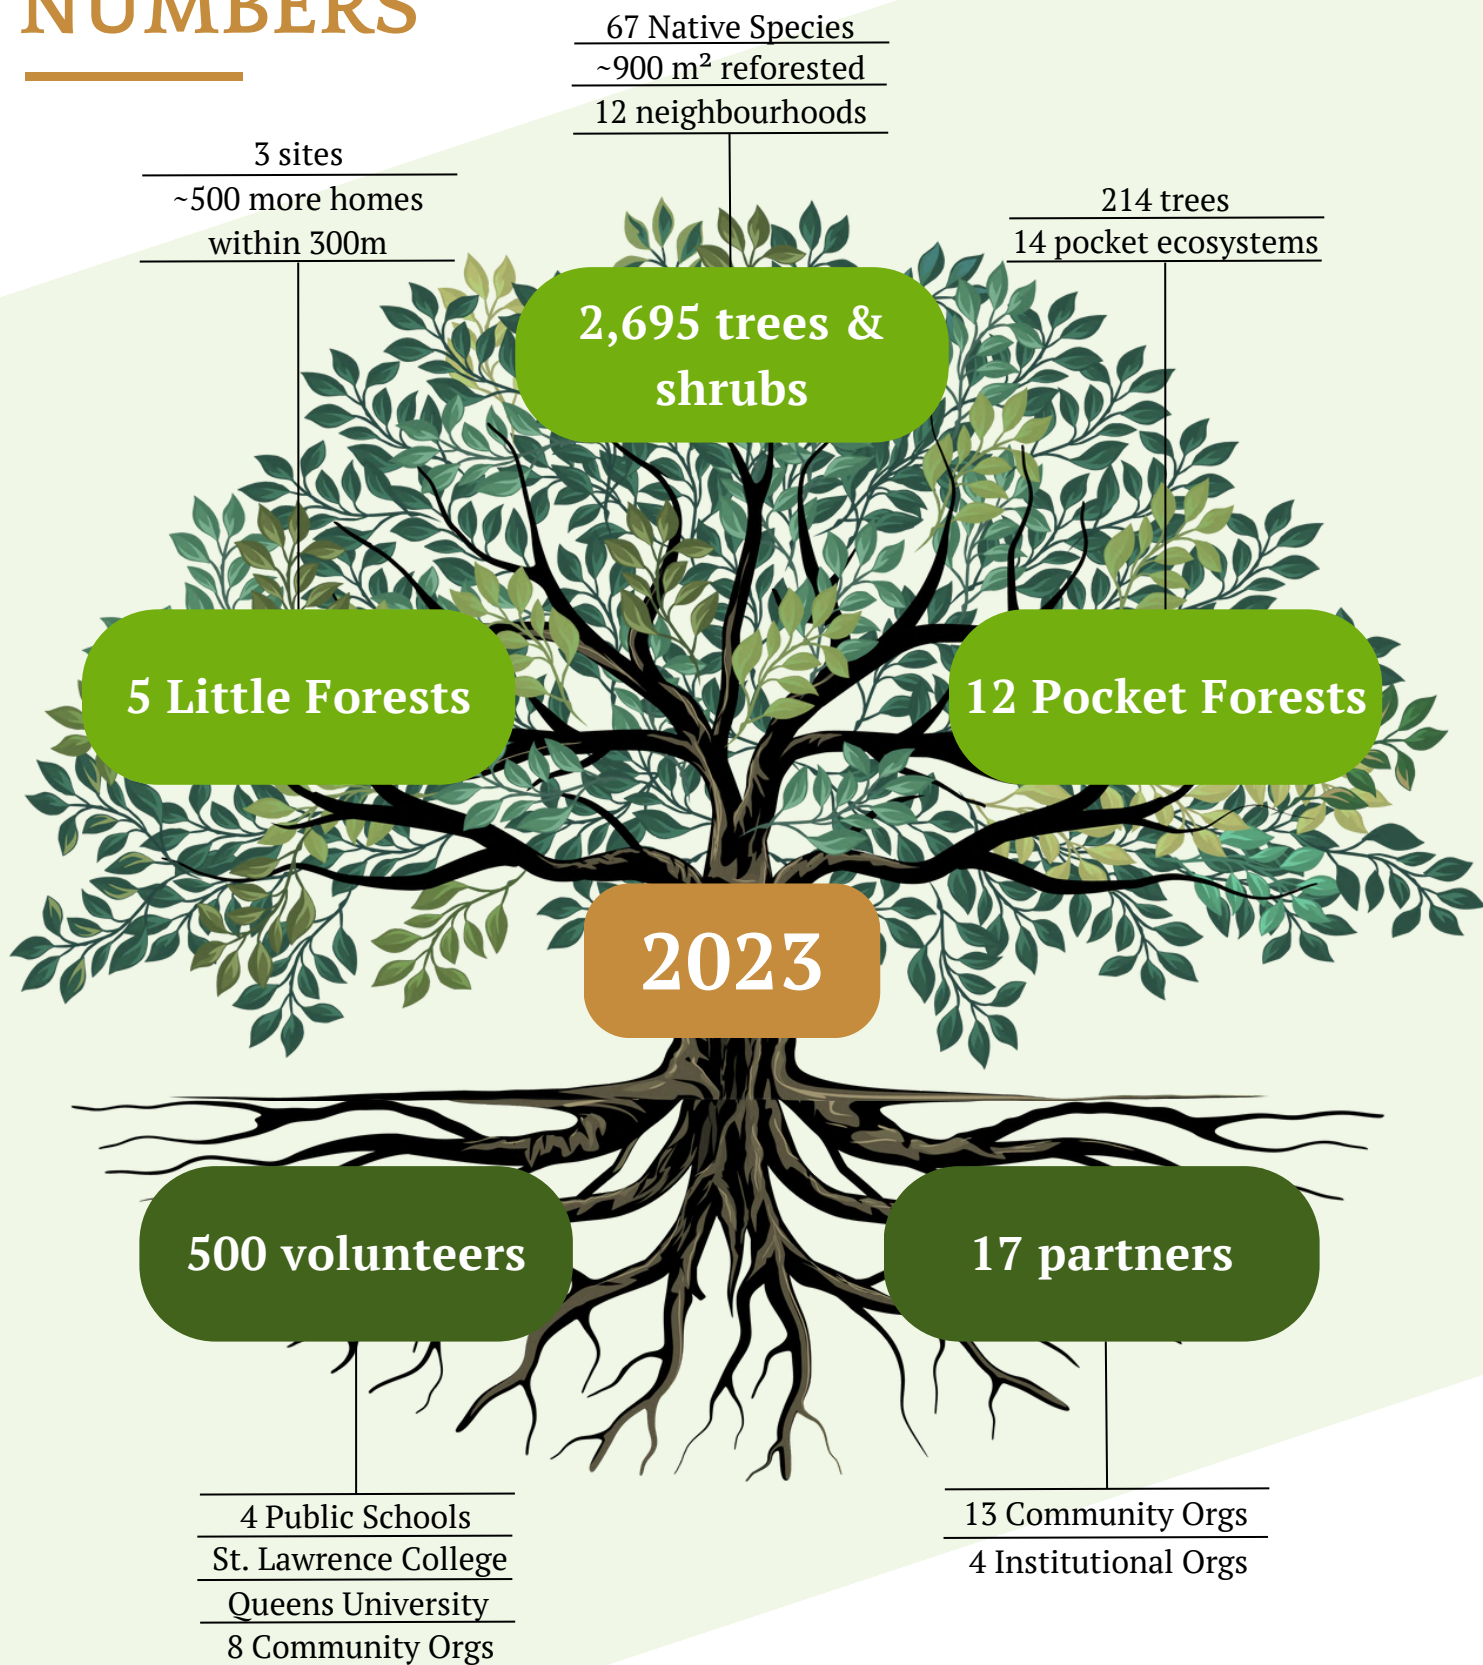 NUMBERS
67 Native Species
~900 m² reforested
12 neighbourhoods
3 sites
~500 more homes
within 300m
214 trees
14 pocket ecosystems
2,695 trees &
shrubs
5 Little Forests
12 Pocket Forests
2023
500 volunteers
17 partners
4 Public Schools
St. Lawrence College
Queens University
8 Community Orgs
13 Community Orgs
4 Institutional Orgs